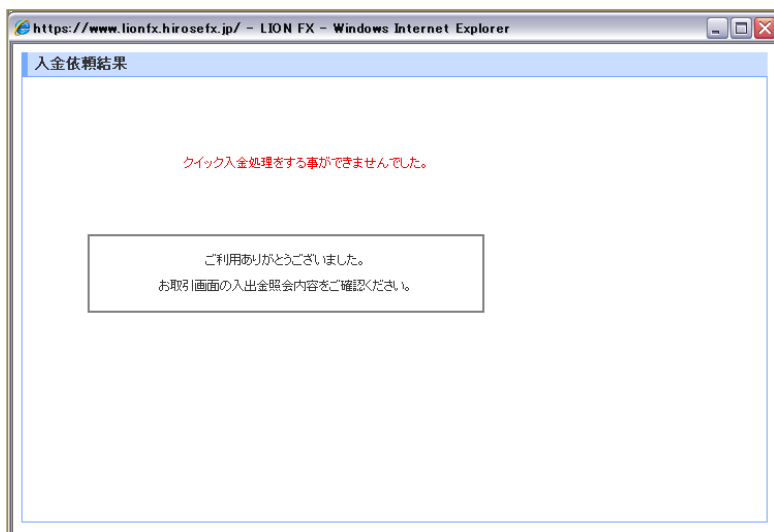 https://www.lionfx.hirosefx.jp/ - LION FX - Windows Internet Explorer
入金依頼結果
クイック入金処理をする事ができませんでした。
ご利用ありがとうございました。
お取引画面の入出金照会内容をご確認ください。